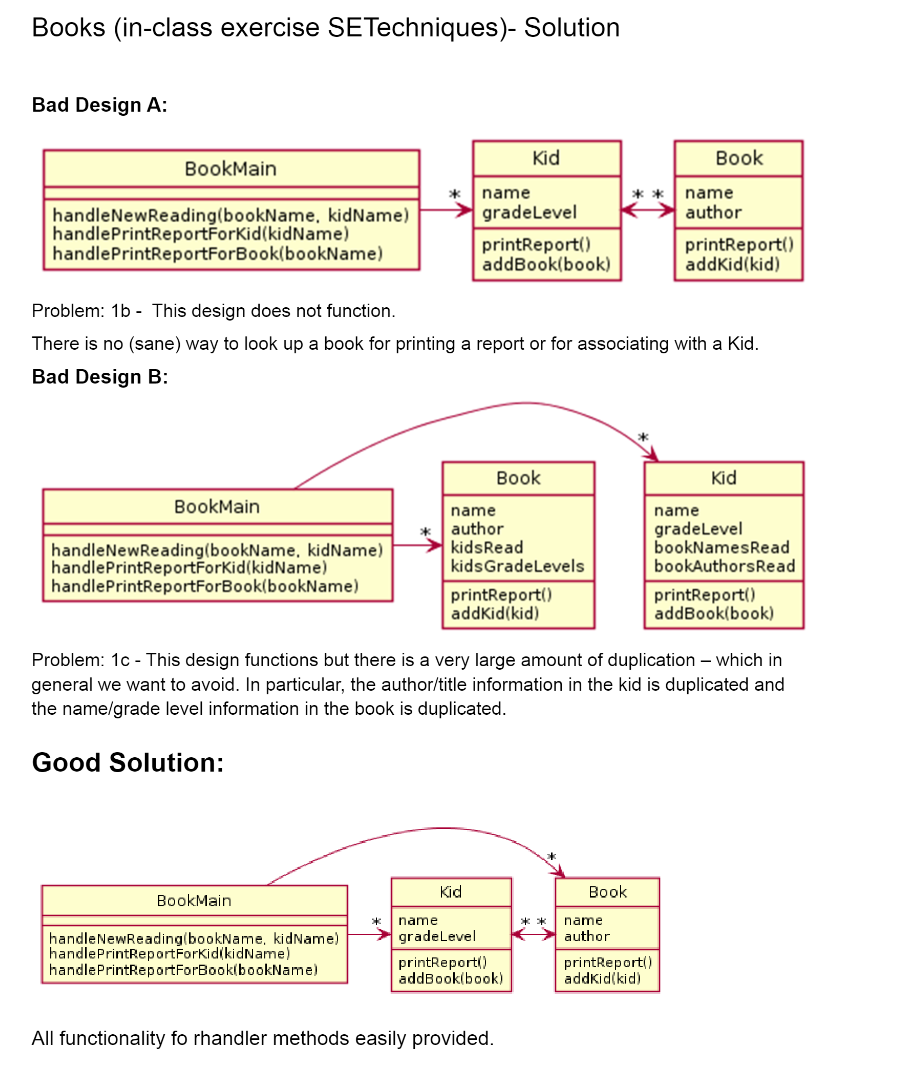 Books (in-class exercise SETechniques)- Solution
Bad Design A:
BookMain
handleNewReading(bookName, kidName)
handlePrintReportForKid(kidName)
handlePrintReportForBook(bookName)
*
Kid
name
gradeLevel
printReport()
addBook(book)
* *
Book
name
author
printReport()
addKid(kid)
Problem: 1b -  This design does not function.
There is no (sane) way to look up a book for printing a report or for associating with a Kid.
Bad Design B:
BookMain
handleNewReading(bookName, kidName)
handlePrintReportForKid(kidName)
handlePrintReportForBook(bookName)
*
Book
name
author
kidsRead
kidsGradeLevels
printReport()
addKid(kid)
*
Kid
name
gradeLevel
bookNamesRead
bookAuthorsRead
printReport()
addBook(book)
Problem: 1c - This design functions but there is a very large amount of duplication – which in
general we want to avoid. In particular, the author/title information in the kid is duplicated and
the name/grade level information in the book is duplicated.
Good Solution:
BookMain
handleNewReading(bookName, kidName)
handlePrintReportForKid(kidName)
handlePrintReportForBook(bookName)
*
Kid
name
gradeLevel
printReport()
addBook(book)
* *
*
Book
name
author
printReport()
addKid(kid)
All functionality fo rhandler methods easily provided.